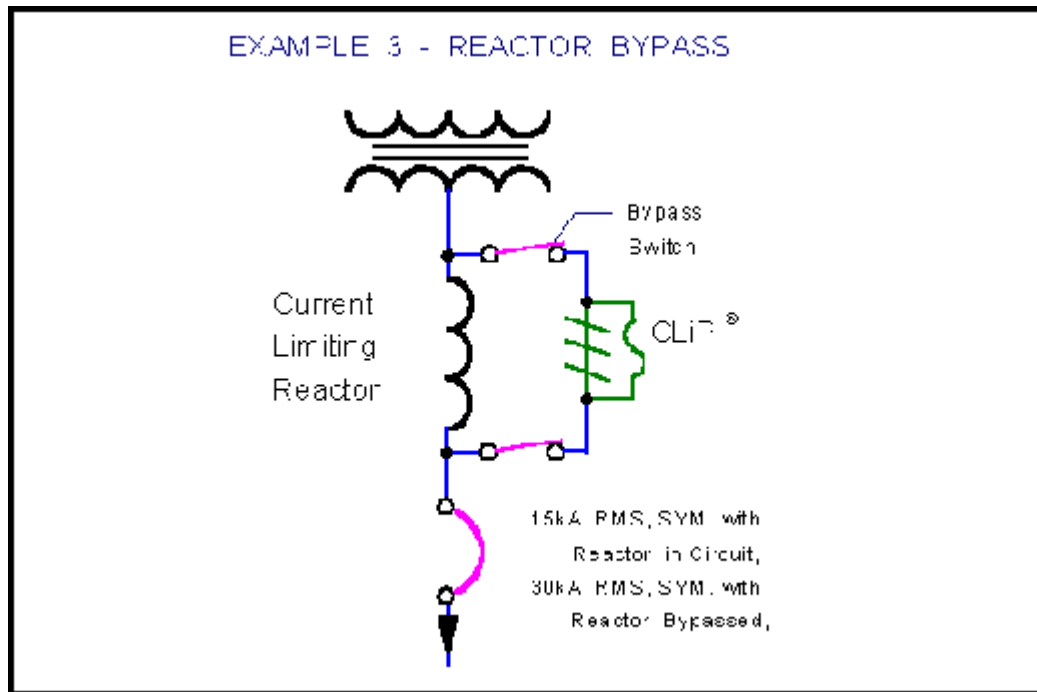 EXAMPLE 3 - REACTOR BYPASS
Bypass
Switch
Current
Limiting
Reactor
CLiP ®
15kA RMS, SYM. with
Reactor in Circuit,
30kA RMS, SYM. with
Reactor Bypassed,